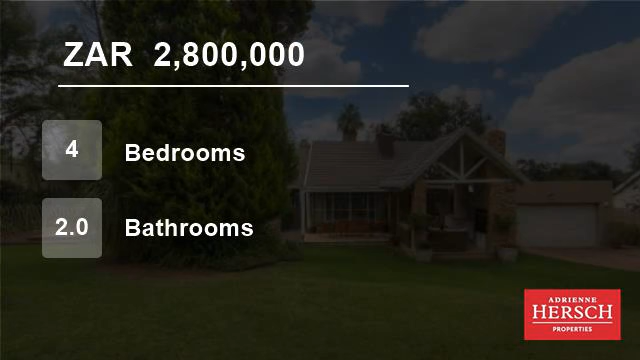 ZAR 2,800,000
4
Bedrooms
2.0
Bathrooms
ADRIENNE
HERSCH
PROPERTIES